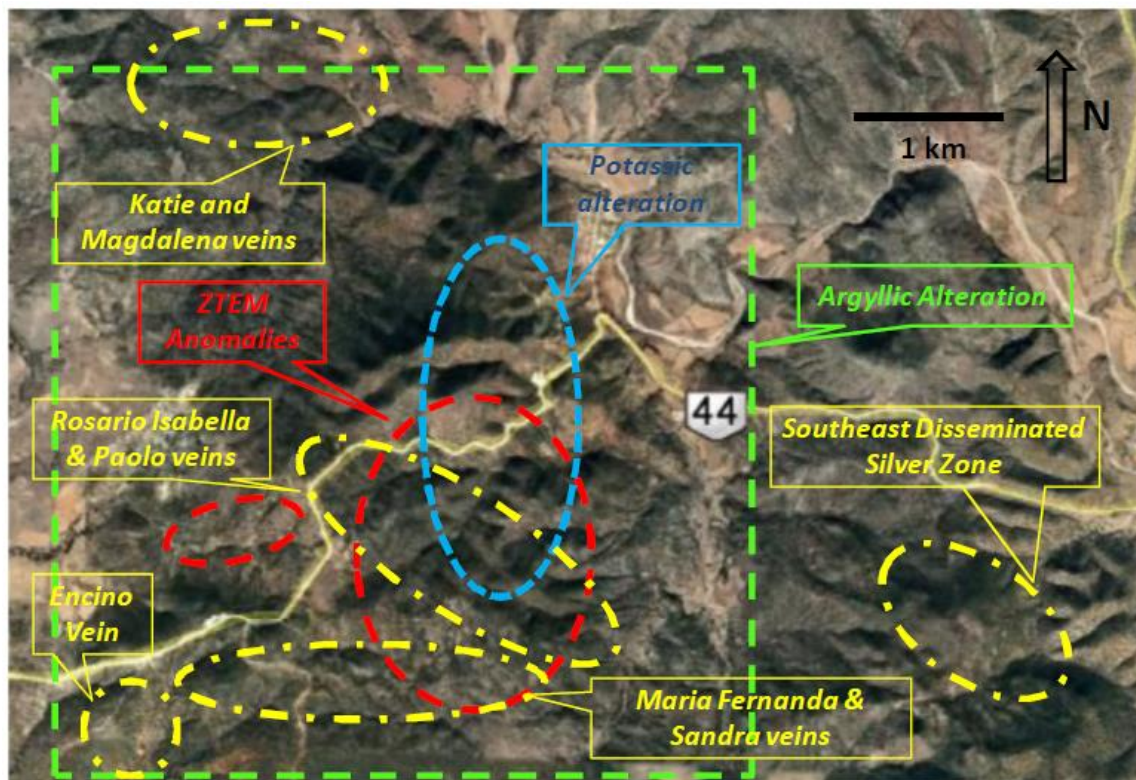 N
1 km
Potassic
alteration
Katie and
Magdalena veins
ZTEM
Anomalies
Argyllic Alteration
Rosario Isabella
& Paolo veins
44
Southeast Disseminated
Silver Zone
Encino
Vein
Maria Fernanda &
Sandra veins